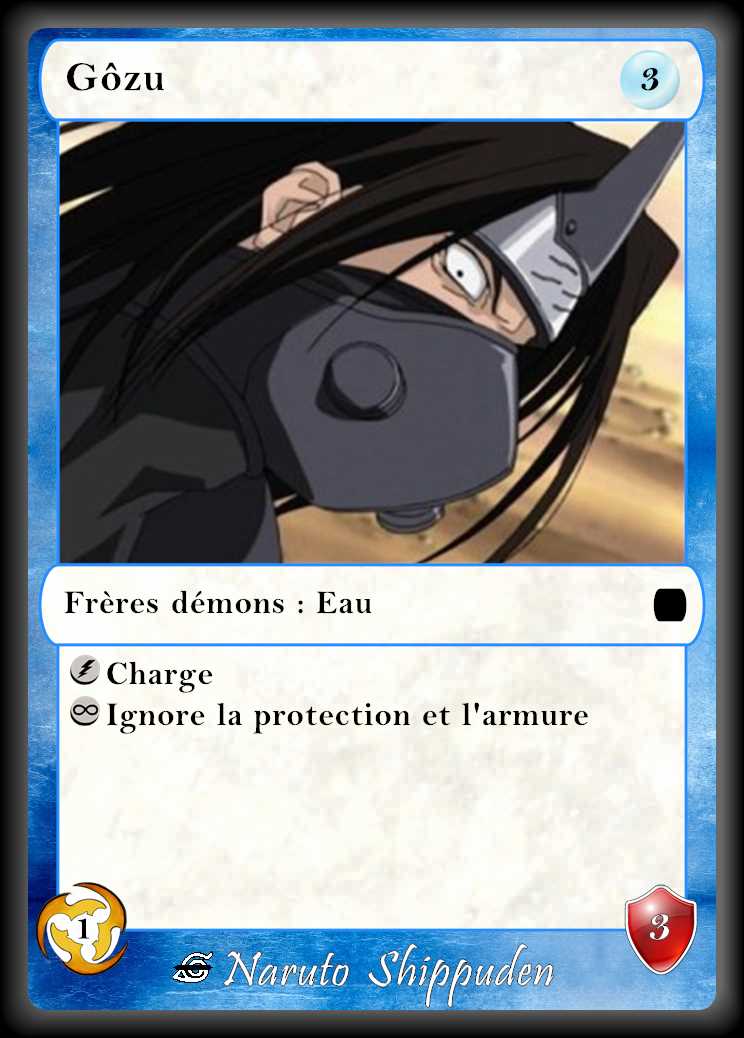 Gôzu
3
Frères démons : Eau
Charge
Ignore la protection et l'armure
1
3
Naruto Shippuden